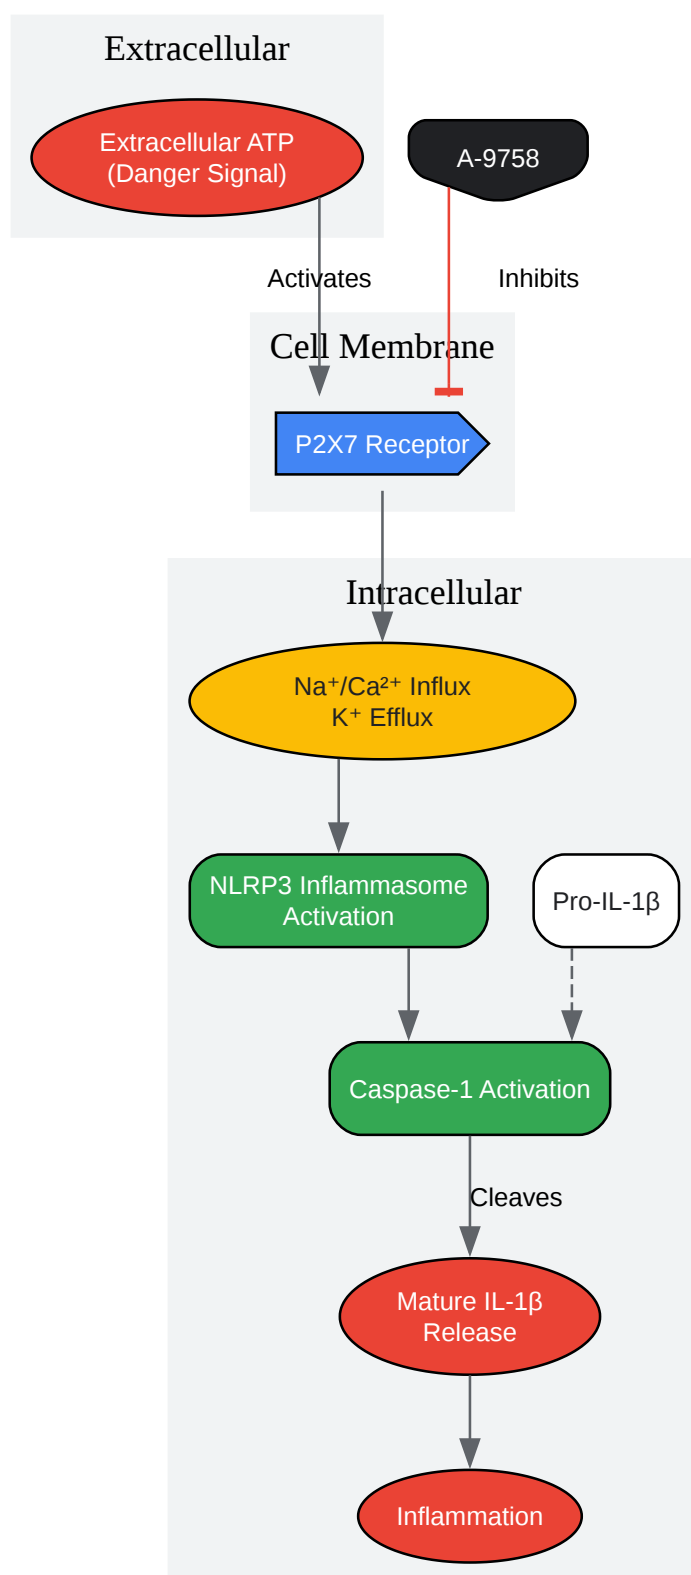 Extracellular
Extracellular ATP
(Danger Signal)
A-9758
Activates
Inhibits
Cell Membrane
P2X7 Receptor
Intracellular
Na⁺/Ca²⁺ Influx
K⁺ Efflux
NLRP3 Inflammasome
Activation
Pro-IL-1β
Caspase-1 Activation
Cleaves
Mature IL-1β
Release
Inflammation